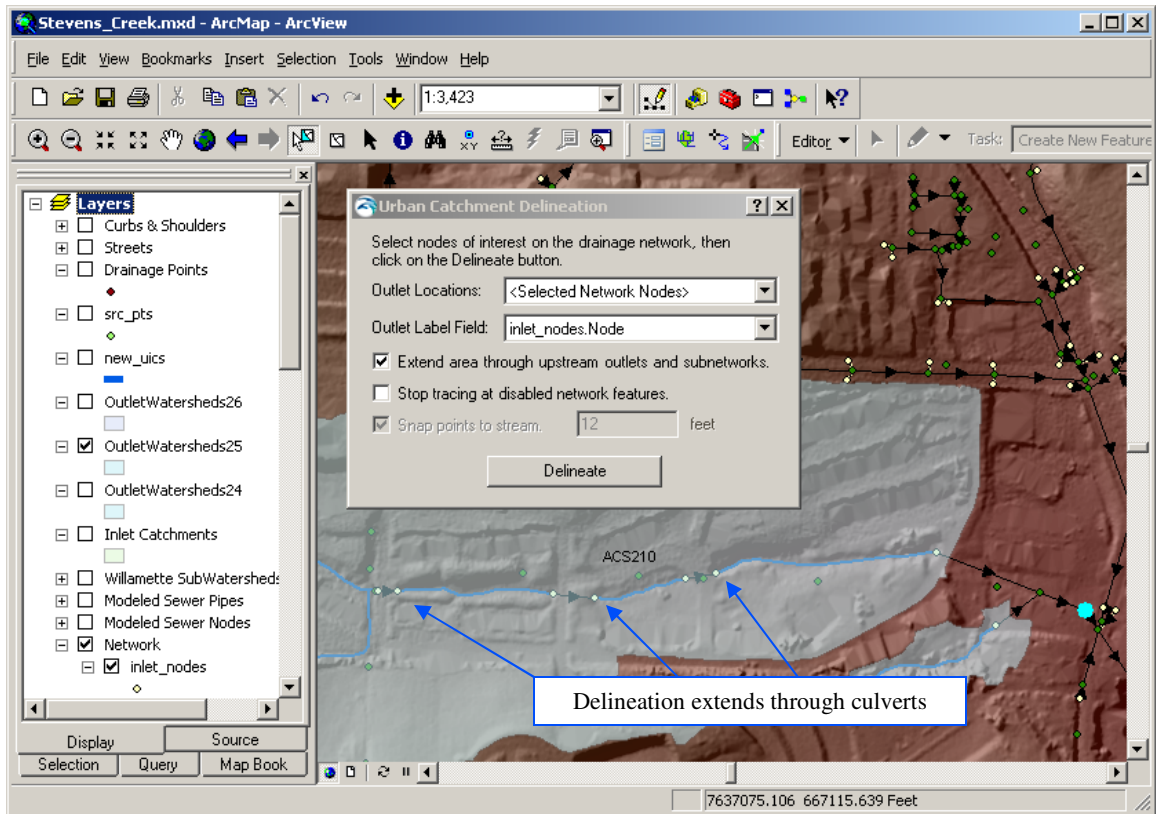 Stevens_Creek.mxd - ArcMap - ArcView
File Edit View Bookmarks Insert Selection Tools Window Help
1:3,423
Editor Task: Create New Feature
Layers
Curbs & Shoulders
Streets
Drainage Points
src_pts
new_uics
OutletWatersheds26
OutletWatersheds25
OutletWatersheds24
Inlet Catchments
Willamette SubWatersheds
Modeled Sewer Pipes
Modeled Sewer Nodes
Network
inlet_nodes
Display Source
Selection Query Map Book
Urban Catchment Delineation
Select nodes of interest on the drainage network, then
click on the Delineate button.
Outlet Locations: <Selected Network Nodes>
Outlet Label Field: inlet_nodes.Node
Extend area through upstream outlets and subnetworks.
Stop tracing at disabled network features.
Snap points to stream. 12 feet
Delineate
ACS210
Delineation extends through culverts
7637075.106 667115.639 Feet